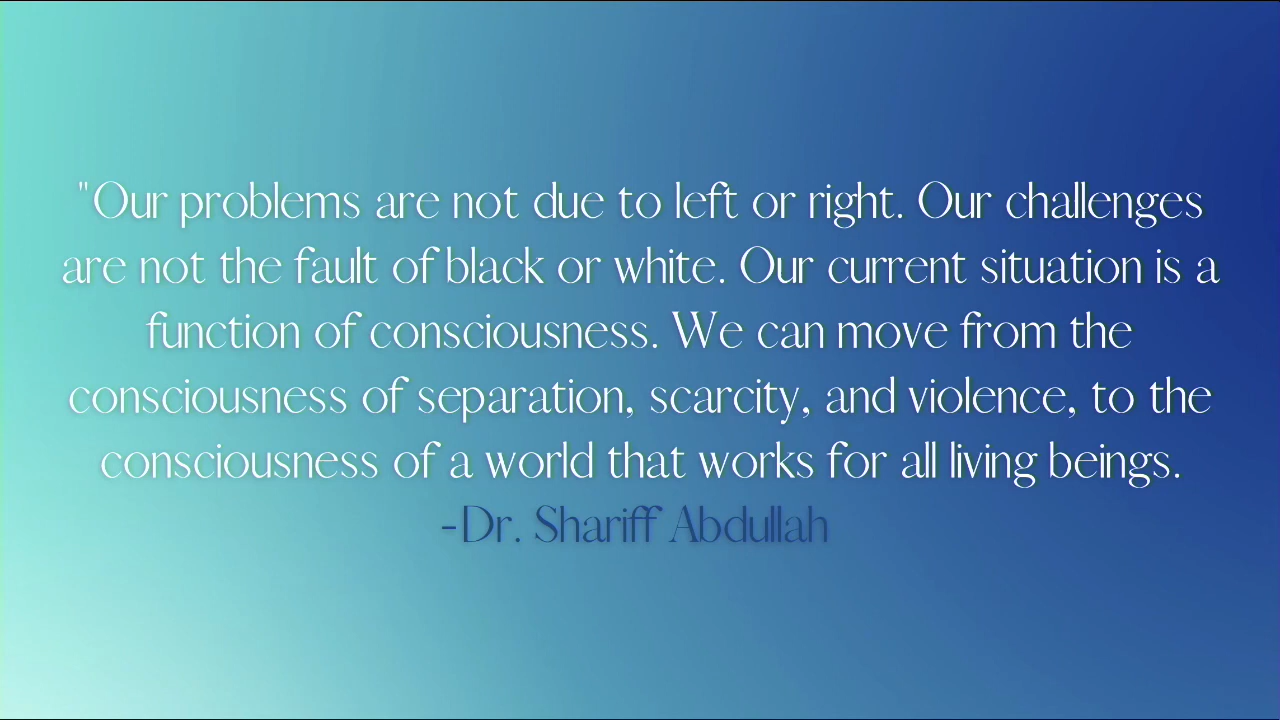 "Our problems are not due to left or right. Our challenges
are not the fault of black or white. Our current situation is a
function of consciousness. We can move from the
consciousness of separation, scarcity, and violence, to the
consciousness of a world that works for all living beings.
-Dr. Shariff Abdullah